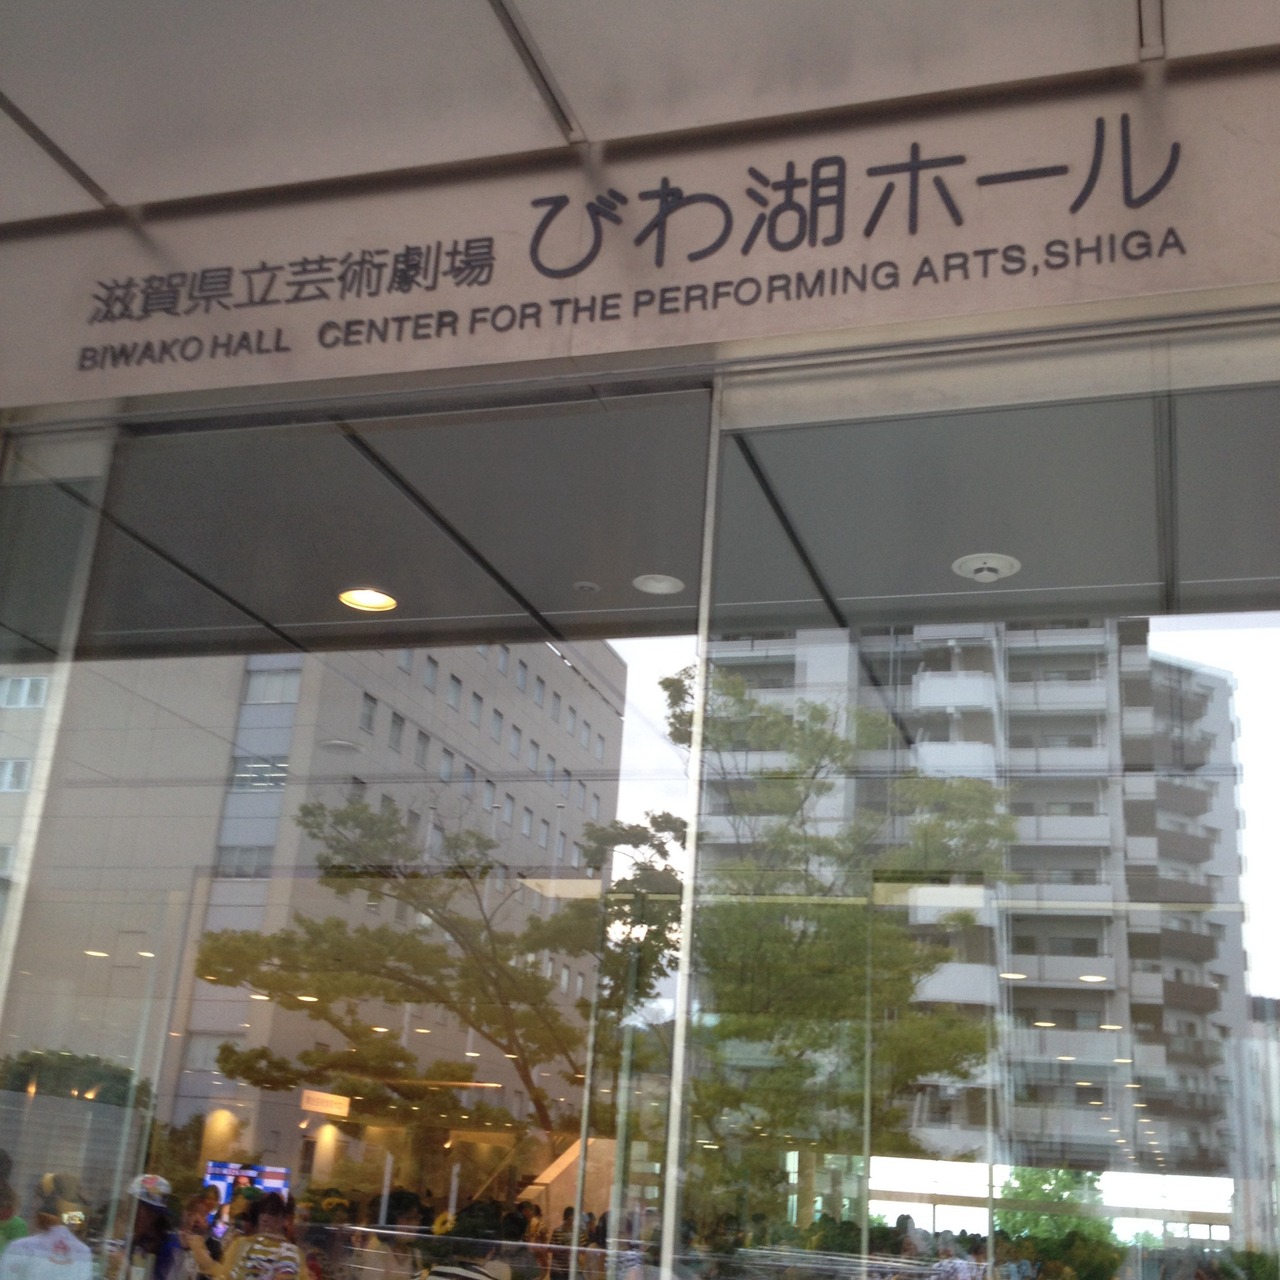 滋賀県立芸術劇場 びわ湖ホール
BIWAKO HALL CENTER FOR THE PERFORMING ARTS, SHIGA